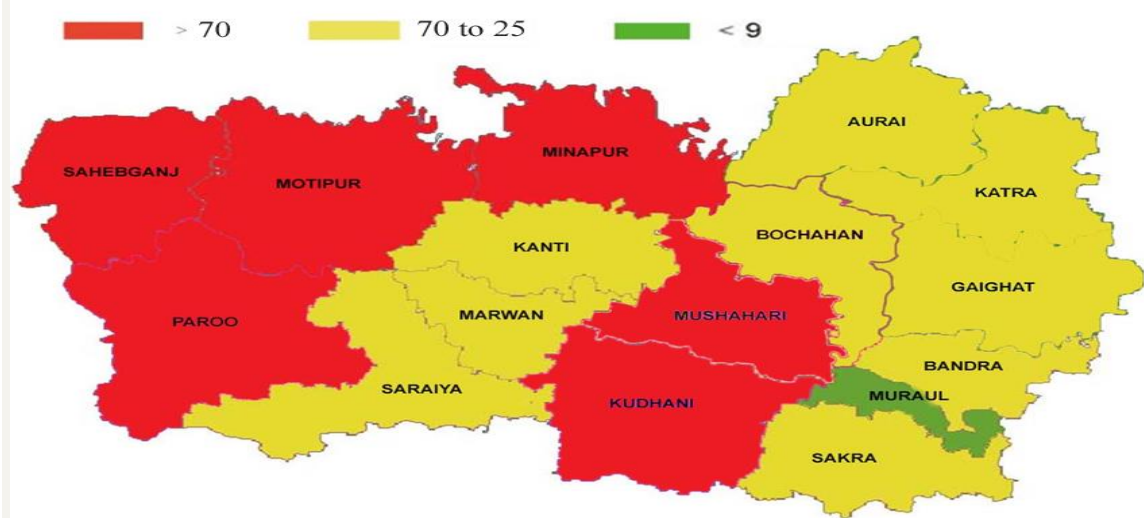 > 70 70 to 25 < 9
AURAI
MINAPUR
SAHEBGANJ
MOTIPUR
KATRA
BOCHAHAN
KANTI
GAIGHAT
MARWAN
MUSHAHARI
PAROO
BANDRA
SARAIYA
MURAUL
KUDHANI
SAKRA